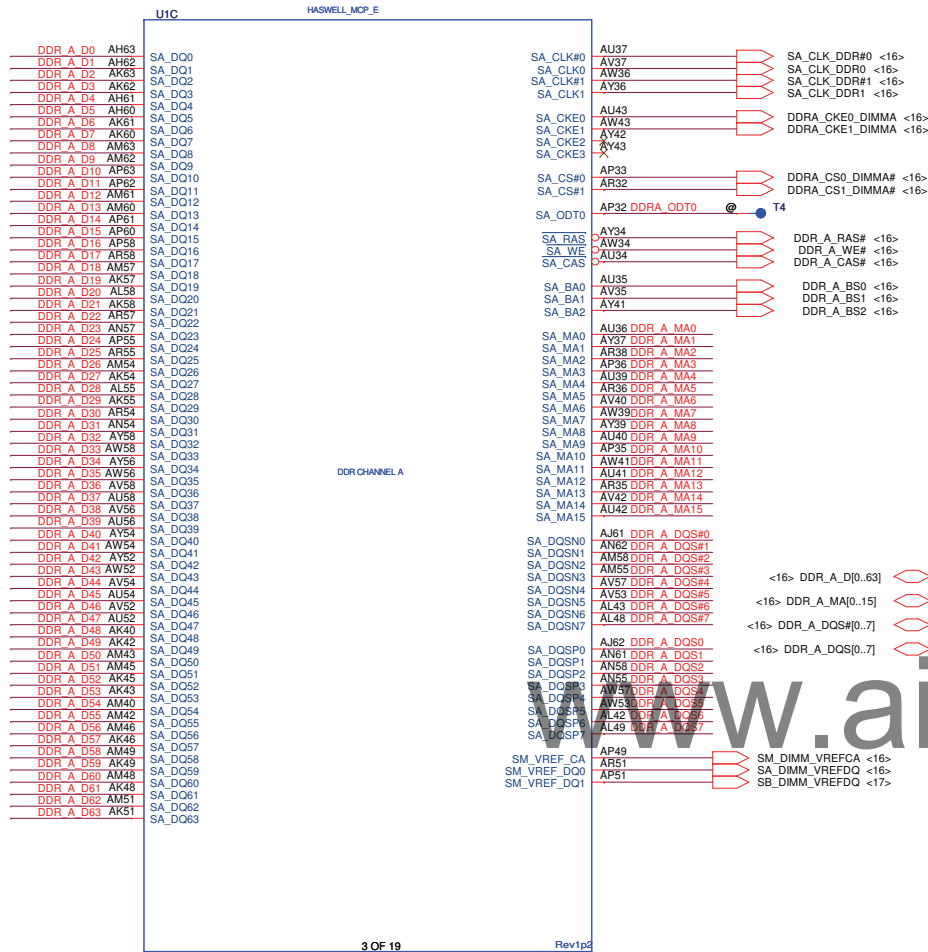 U1C
HASWELL_MCP_E
DDR_A_D0 AH63 SA_DQ0
DDR_A_D1 AH62 SA_DQ1
DDR_A_D2 AK63 SA_DQ2
DDR_A_D3 AK62 SA_DQ3
DDR_A_D4 AH61 SA_DQ4
DDR_A_D5 AH60 SA_DQ5
DDR_A_D6 AK61 SA_DQ6
DDR_A_D7 AK60 SA_DQ7
DDR_A_D8 AM63 SA_DQ8
DDR_A_D9 AM62 SA_DQ9
DDR_A_D10 AP63 SA_DQ10
DDR_A_D11 AP62 SA_DQ11
DDR_A_D12 AM61 SA_DQ12
DDR_A_D13 AM60 SA_DQ13
DDR_A_D14 AP61 SA_DQ14
DDR_A_D15 AP60 SA_DQ15
DDR_A_D16 AP58 SA_DQ16
DDR_A_D17 AR58 SA_DQ17
DDR_A_D18 AM57 SA_DQ18
DDR_A_D19 AK57 SA_DQ19
DDR_A_D20 AL58 SA_DQ20
DDR_A_D21 AK58 SA_DQ21
DDR_A_D22 AR57 SA_DQ22
DDR_A_D23 AN57 SA_DQ23
DDR_A_D24 AP55 SA_DQ24
DDR_A_D25 AR55 SA_DQ25
DDR_A_D26 AM54 SA_DQ26
DDR_A_D27 AK54 SA_DQ27
DDR_A_D28 AL55 SA_DQ28
DDR_A_D29 AK55 SA_DQ29
DDR_A_D30 AR54 SA_DQ30
DDR_A_D31 AN54 SA_DQ31
DDR_A_D32 AY58 SA_DQ32
DDR_A_D33 AW58 SA_DQ33
DDR_A_D34 AY56 SA_DQ34
DDR_A_D35 AW56 SA_DQ35
DDR_A_D36 AV58 SA_DQ36
DDR_A_D37 AU58 SA_DQ37
DDR_A_D38 AV56 SA_DQ38
DDR_A_D39 AU56 SA_DQ39
DDR_A_D40 AY54 SA_DQ40
DDR_A_D41 AW54 SA_DQ41
DDR_A_D42 AY52 SA_DQ42
DDR_A_D43 AW52 SA_DQ43
DDR_A_D44 AV54 SA_DQ44
DDR_A_D45 AU54 SA_DQ45
DDR_A_D46 AV52 SA_DQ46
DDR_A_D47 AU52 SA_DQ47
DDR_A_D48 AK40 SA_DQ48
DDR_A_D49 AK42 SA_DQ49
DDR_A_D50 AM43 SA_DQ50
DDR_A_D51 AM45 SA_DQ51
DDR_A_D52 AK45 SA_DQ52
DDR_A_D53 AK43 SA_DQ53
DDR_A_D54 AM40 SA_DQ54
DDR_A_D55 AM42 SA_DQ55
DDR_A_D56 AM46 SA_DQ56
DDR_A_D57 AK46 SA_DQ57
DDR_A_D58 AM49 SA_DQ58
DDR_A_D59 AK49 SA_DQ59
DDR_A_D60 AM48 SA_DQ60
DDR_A_D61 AK48 SA_DQ61
DDR_A_D62 AM51 SA_DQ62
DDR_A_D63 AK51 SA_DQ63
DDR CHANNEL A
SA_CLK#0 AU37 SA_CLK_DDR#0 <16>
SA_CLK0 AV37 SA_CLK_DDR0 <16>
SA_CLK#1 AW36 SA_CLK_DDR#1 <16>
SA_CLK1 AY36 SA_CLK_DDR1 <16>
SA_CKE0 AU43 DDRA_CKE0_DIMMA <16>
SA_CKE1 AW43 DDRA_CKE1_DIMMA <16>
SA_CKE2 AY42
SA_CKE3 AY43
SA_CS#0 AP33 DDRA_CS0_DIMMA# <16>
SA_CS#1 AR32 DDRA_CS1_DIMMA# <16>
SA_ODT0 AP32 DDRA_ODT0 @ T4
SA_RAS AY34 DDR_A_RAS# <16>
SA_WE AW34 DDR_A_WE# <16>
SA_CAS AU34 DDR_A_CAS# <16>
SA_BA0 AU35 DDR_A_BS0 <16>
SA_BA1 AV35 DDR_A_BS1 <16>
SA_BA2 AY41 DDR_A_BS2 <16>
SA_MA0 AU36 DDR_A_MA0
SA_MA1 AY37 DDR_A_MA1
SA_MA2 AR38 DDR_A_MA2
SA_MA3 AP36 DDR_A_MA3
SA_MA4 AU39 DDR_A_MA4
SA_MA5 AR36 DDR_A_MA5
SA_MA6 AV40 DDR_A_MA6
SA_MA7 AW39 DDR_A_MA7
SA_MA8 AY39 DDR_A_MA8
SA_MA9 AU40 DDR_A_MA9
SA_MA10 AP35 DDR_A_MA10
SA_MA11 AW41 DDR_A_MA11
SA_MA12 AU41 DDR_A_MA12
SA_MA13 AR35 DDR_A_MA13
SA_MA14 AV42 DDR_A_MA14
SA_MA15 AU42 DDR_A_MA15
SA_DQSN0 AJ61 DDR_A_DQS#0
SA_DQSN1 AN62 DDR_A_DQS#1
SA_DQSN2 AM58 DDR_A_DQS#2
SA_DQSN3 AM55 DDR_A_DQS#3
SA_DQSN4 AV57 DDR_A_DQS#4
SA_DQSN5 AV53 DDR_A_DQS#5
SA_DQSN6 AL43 DDR_A_DQS#6
SA_DQSN7 AL48 DDR_A_DQS#7
SA_DQSP0 AJ62 DDR_A_DQS0
SA_DQSP1 AN61 DDR_A_DQS1
SA_DQSP2 AN58 DDR_A_DQS2
SA_DQSP3 AN55 DDR_A_DQS3
SA_DQSP4 AW57 DDR_A_DQS4
SA_DQSP5 AW53 DDR_A_DQS5
SA_DQSP6 AL42 DDR_A_DQS6
SA_DQSP7 AL49 DDR_A_DQS7
SM_VREF_CA AP49 SM_DIMM_VREFCA <16>
SM_VREF_DQ0 AR51 SA_DIMM_VREFDQ <16>
SM_VREF_DQ1 AP51 SB_DIMM_VREFDQ <17>
<16> DDR_A_D[0..63]
<16> DDR_A_MA[0..15]
<16> DDR_A_DQS#[0..7]
<16> DDR_A_DQS[0..7]
www.ai
3 OF 19
Rev1p2